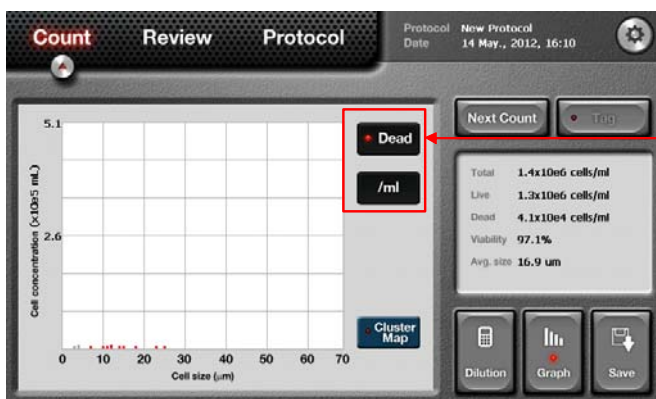 Count Review Protocol
Protocol New Protocol
Date 14 May., 2012, 16:10
Next Count
Tag
5.1
2.6
Cell concentration (x10e5 mL)
0 10 20 30 40 50 60 70
Cell size (µm)
Dead
/ml
Cluster
Map
Total 1.4x10e6 cells/ml
Live 1.3x10e6 cells/ml
Dead 4.1x10e4 cells/ml
Viability 97.1%
Avg. size 16.9 um
Dilution
Graph
Save